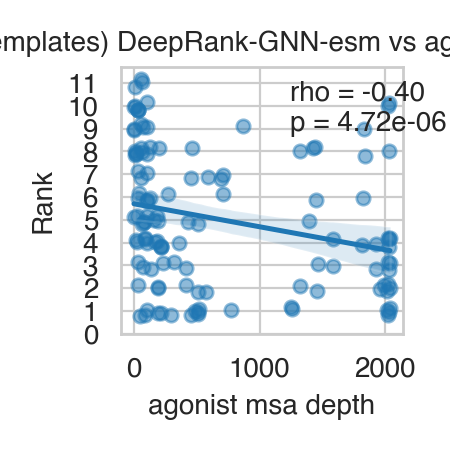 emplates) DeepRank-GNN-esm vs ag
rho = -0.40
p = 4.72e-06
Rank
11
10
9
8
7
6
5
4
3
2
1
0
0 1000 2000
agonist msa depth